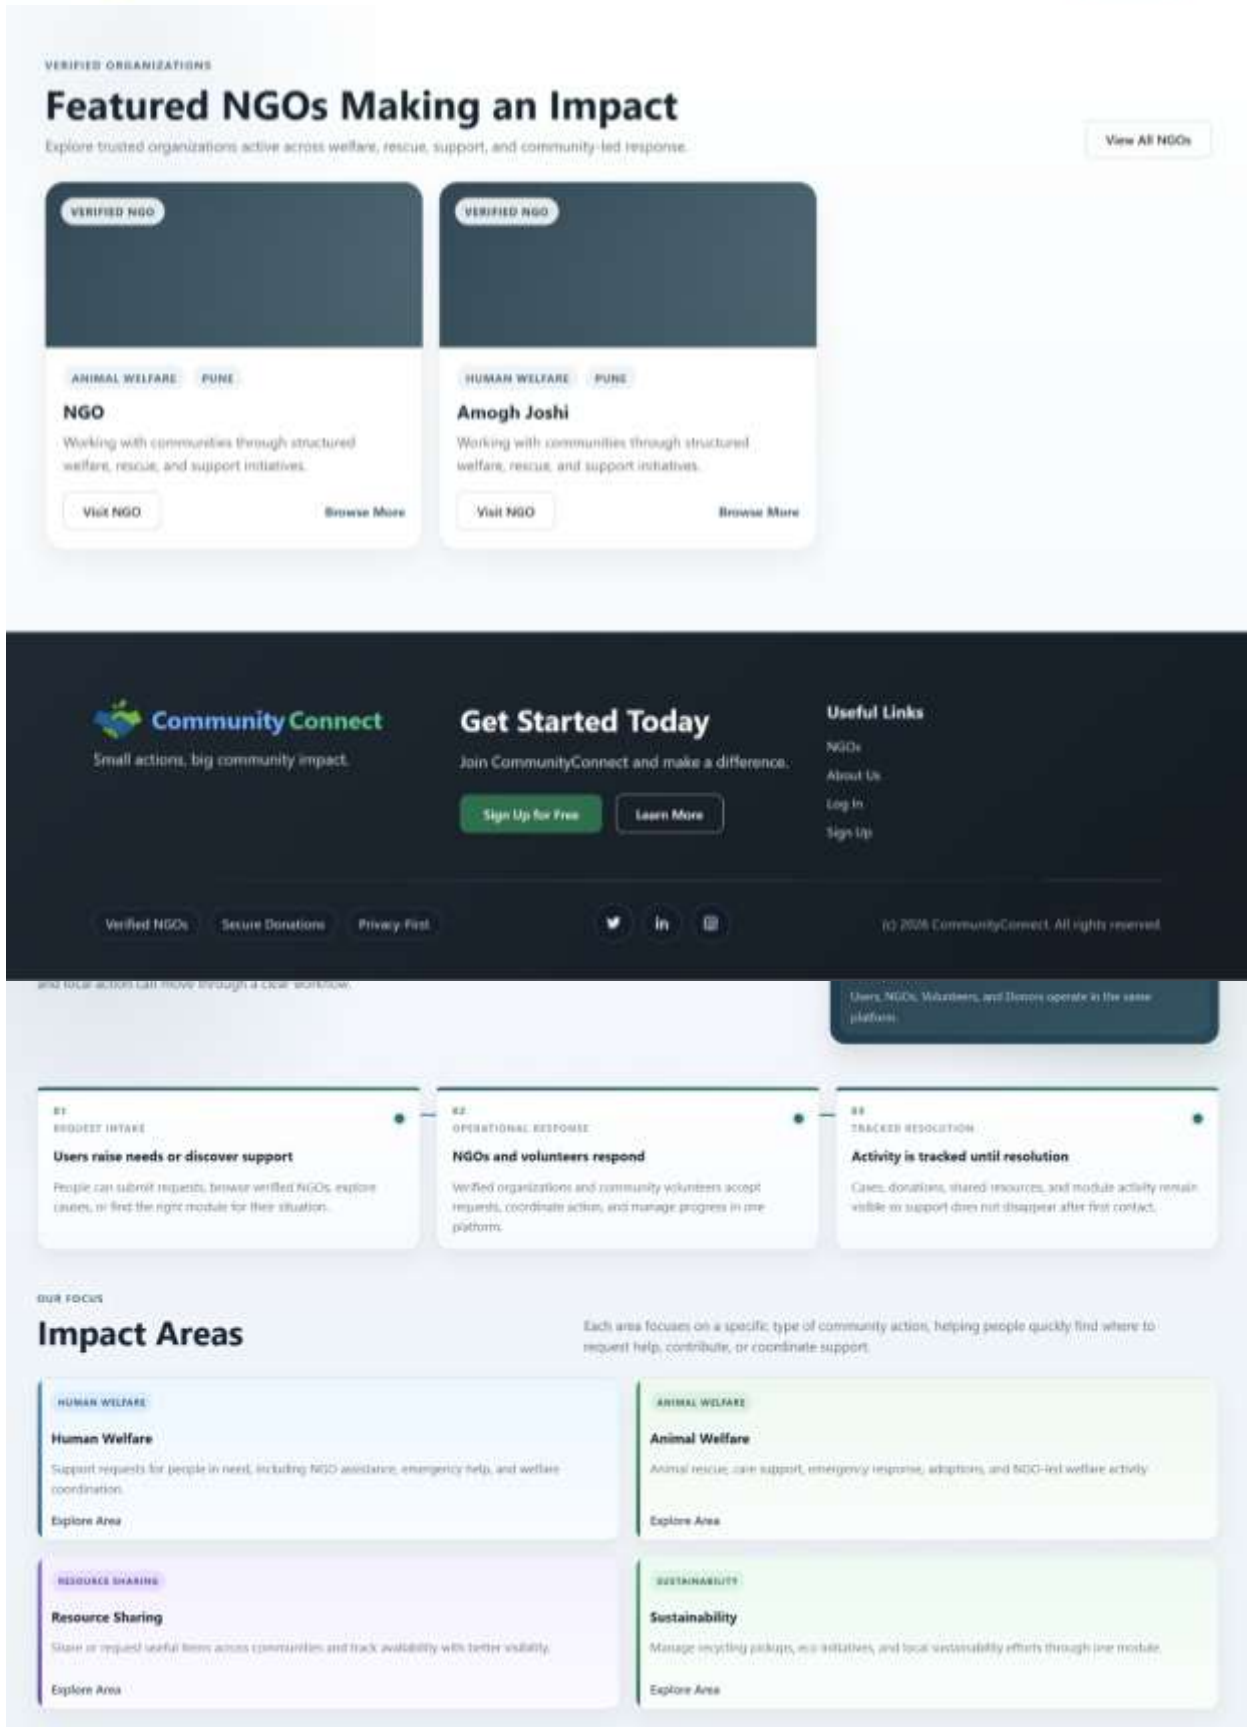 VERIFIED ORGANIZATIONS
Featured NGOs Making an Impact
Explore trusted organizations active across welfare, rescue, support, and community-led response.
View All NGOs
VERIFIED NGO
ANIMAL WELFARE PUNE
NGO
Working with communities through structured
welfare, rescue, and support initiatives.
Visit NGO Browse More
VERIFIED NGO
HUMAN WELFARE PUNE
Amogh Joshi
Working with communities through structured
welfare, rescue, and support initiatives.
Visit NGO Browse More
CommunityConnect
Small actions, big community impact.
Get Started Today
Join CommunityConnect and make a difference.
Sign Up for Free Learn More
Useful Links
NGOs
About Us
Log In
Sign Up
Verified NGOs Secure Donations Privacy-First
in
(c) 2026 CommunityConnect. All rights reserved.
and local action can move through a clear workflow.
Users, NGOs, Volunteers, and Donors operate in the same
platform.
01
REQUEST INTAKE
Users raise needs or discover support
People can submit requests, browse verified NGOs, explore
causes, or find the right module for their situation.
02
OPERATIONAL RESPONSE
NGOs and volunteers respond
Verified organizations and community volunteers accept
requests, coordinate action, and manage progress in one
platform.
03
TRACKED RESOLUTION
Activity is tracked until resolution
Cases, donations, shared resources, and module activity remain
visible so support does not disappear after first contact.
OUR FOCUS
Impact Areas
Each area focuses on a specific type of community action, helping people quickly find where to
request help, contribute, or coordinate support.
HUMAN WELFARE
Human Welfare
Support requests for people in need, including NGO assistance, emergency help, and welfare
coordination.
Explore Area
ANIMAL WELFARE
Animal Welfare
Animal rescue, care support, emergency response, adoptions, and NGO-led welfare activity.
Explore Area
RESOURCE SHARING
Resource Sharing
Share or request useful items across communities and track availability with better visibility.
Explore Area
SUSTAINABILITY
Sustainability
Manage recycling pickups, eco initiatives, and local sustainability efforts through one module.
Explore Area